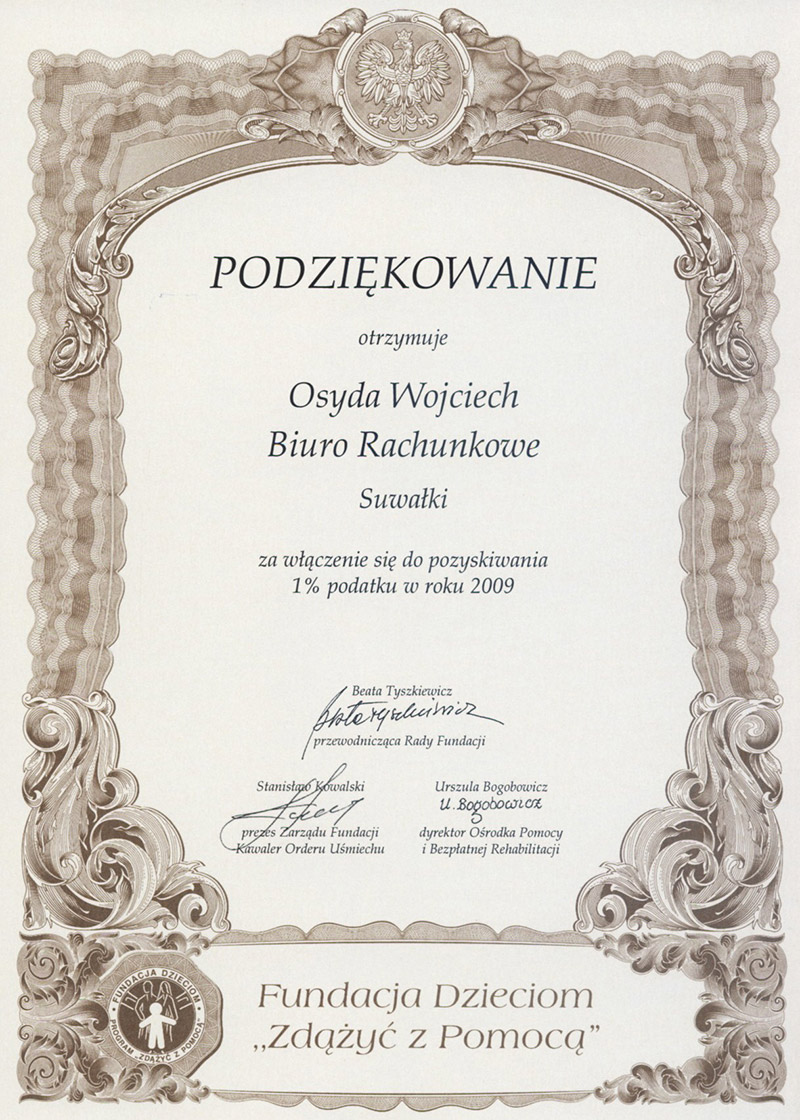 PODZIĘKOWANIE
otrzymuje
Osyda Wojciech
Biuro Rachunkowe
Suwałki
za włączenie się do pozyskiwania
1% podatku w roku 2009
Beata Tyszkiewicz
Beata Tyszkiewicz
przewodnicząca Rady Fundacji
Stanisław Kowalski
prezes Zarządu Fundacji
Kawaler Orderu Uśmiechu
Urszula Bogobowicz
U. Bogobowicz
dyrektor Ośrodka Pomocy
i Bezpłatnej Rehabilitacji
FUNDACJA DZIECIOM
PROGRAM „ZDĄŻYĆ Z POMOCĄ"
Fundacja Dzieciom
„Zdążyć z Pomocą”